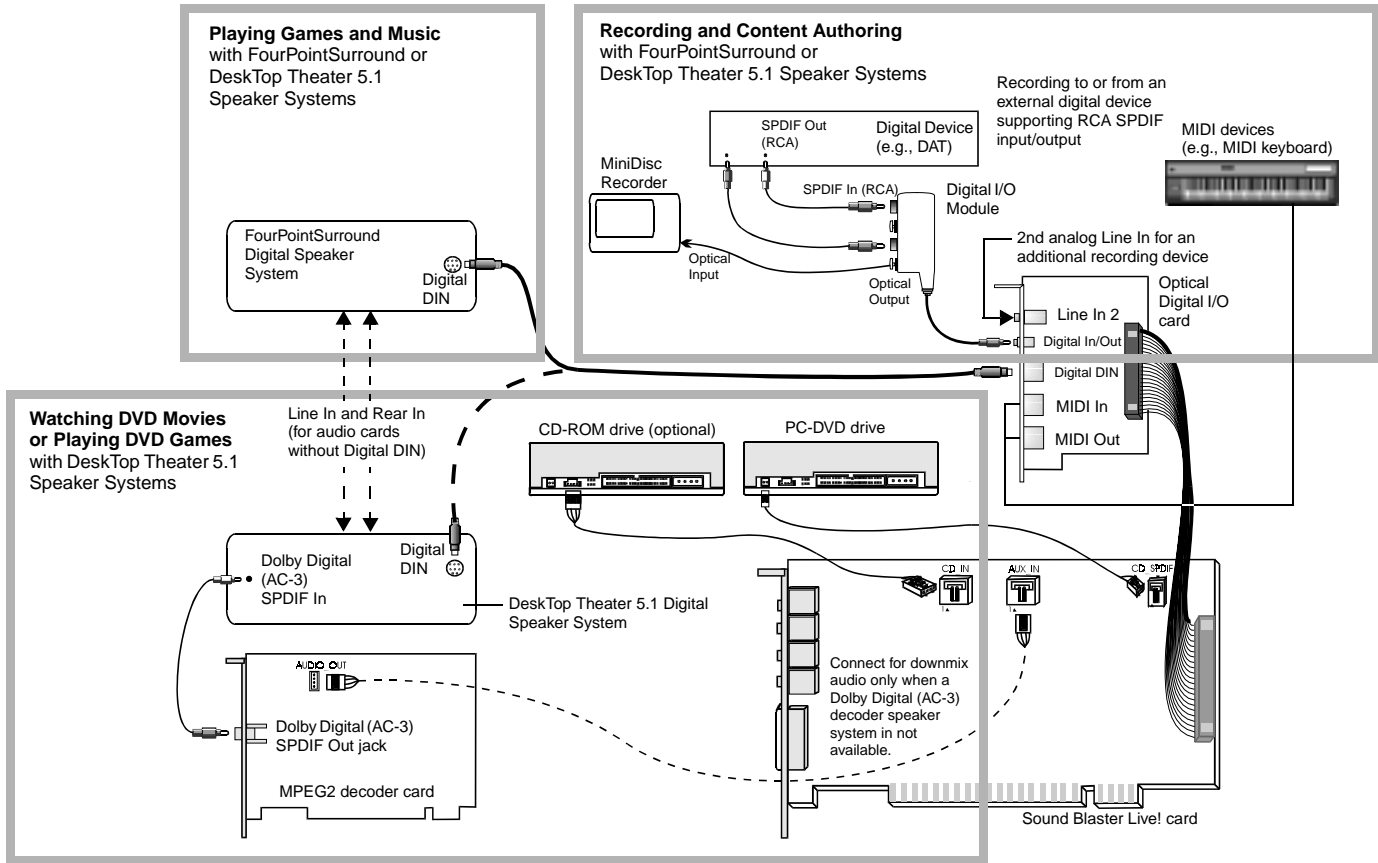 Playing Games and Music
with FourPointSurround or
DeskTop Theater 5.1
Speaker Systems
FourPointSurround
Digital Speaker
System
Digital
DIN
Recording and Content Authoring
with FourPointSurround or
DeskTop Theater 5.1 Speaker Systems
Recording to or from an
external digital device
supporting RCA SPDIF
input/output
MIDI devices
(e.g., MIDI keyboard)
SPDIF Out
(RCA)
Digital Device
(e.g., DAT)
MiniDisc
Recorder
SPDIF In (RCA)
Digital I/O
Module
Optical
Input
Optical
Output
2nd analog Line In for an
additional recording device
Optical
Digital I/O
card
Line In 2
Digital In/Out
Digital DIN
MIDI In
MIDI Out
Watching DVD Movies
or Playing DVD Games
with DeskTop Theater 5.1
Speaker Systems
Line In and Rear In
(for audio cards
without Digital DIN)
CD-ROM drive (optional)
PC-DVD drive
Dolby Digital
(AC-3)
SPDIF In
Digital
DIN
DeskTop Theater 5.1 Digital
Speaker System
AUDIO OUT
Dolby Digital (AC-3)
SPDIF Out jack
MPEG2 decoder card
CD IN
1
AUX IN
1
CD SPDIF
1
Connect for downmix
audio only when a
Dolby Digital (AC-3)
decoder speaker
system in not
available.
Sound Blaster Live! card